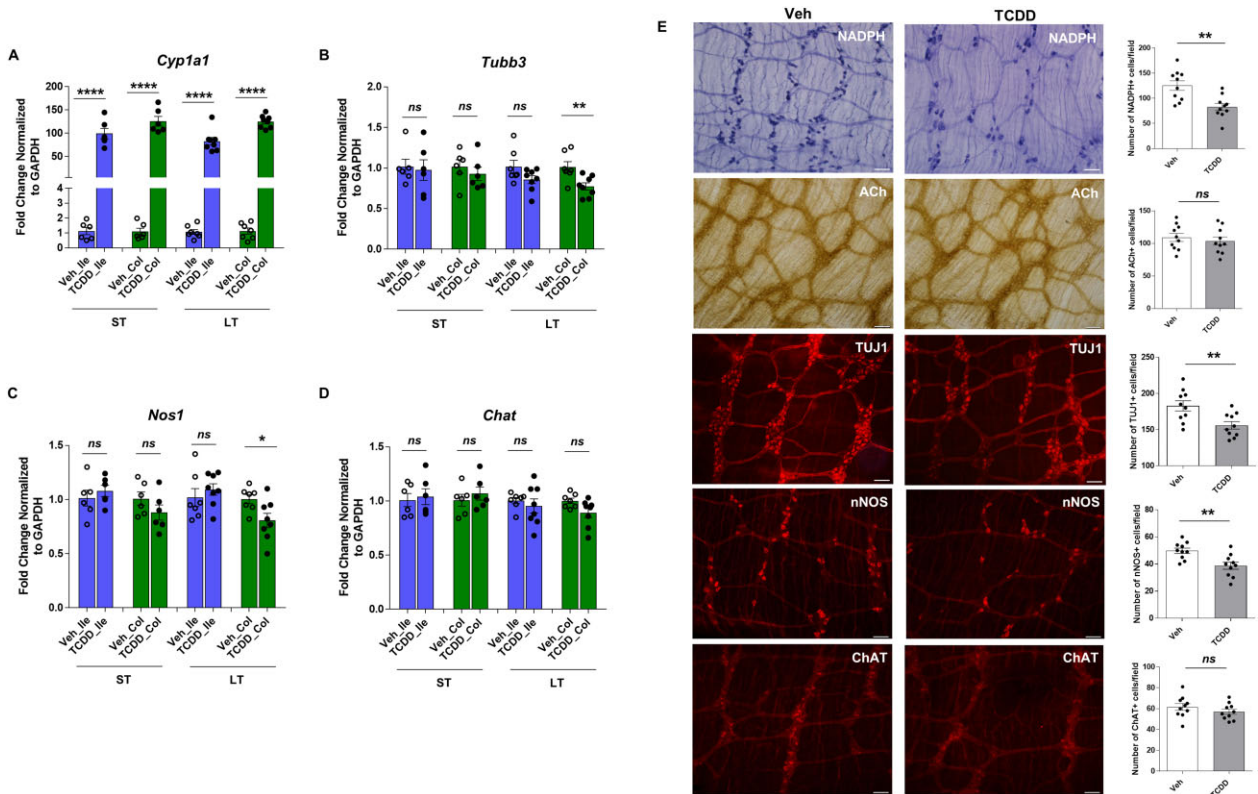 A
Cyp1a1
Fold Change Normalized
to GAPDH
200
150
100
50
4
3
2
1
0
****
****
****
****
Veh_Ile
TCDD_Ile
Veh_Col
TCDD_Col
Veh_Ile
TCDD_Ile
Veh_Col
TCDD_Col
ST
LT
B
Tubb3
Fold Change Normalized
to GAPDH
2.0
1.5
1.0
0.5
0.0
ns
ns
ns
**
Veh_Ile
TCDD_Ile
Veh_Col
TCDD_Col
Veh_Ile
TCDD_Ile
Veh_Col
TCDD_Col
ST
LT
C
Nos1
Fold Change Normalized
to GAPDH
1.5
1.0
0.5
0.0
ns
ns
ns
*
Veh_Ile
TCDD_Ile
Veh_Col
TCDD_Col
Veh_Ile
TCDD_Ile
Veh_Col
TCDD_Col
ST
LT
D
Chat
Fold Change Normalized
to GAPDH
1.5
1.0
0.5
0.0
ns
ns
ns
ns
Veh_Ile
TCDD_Ile
Veh_Col
TCDD_Col
Veh_Ile
TCDD_Ile
Veh_Col
TCDD_Col
ST
LT
E
Veh
TCDD
NADPH
NADPH
Number of NADPH+ cells/field
200
150
100
50
0
**
Veh
TCDD
ACh
ACh
Number of ACh+ cells/field
150
100
50
0
ns
Veh
TCDD
TUJ1
TUJ1
Number of TUJ1+ cells/field
250
200
150
100
**
Veh
TCDD
nNOS
nNOS
Number of nNOS+ cells/field
80
60
40
20
0
**
Veh
TCDD
ChAT
ChAT
Number of ChAT+ cells/field
100
80
60
40
20
0
ns
Veh
TCDD